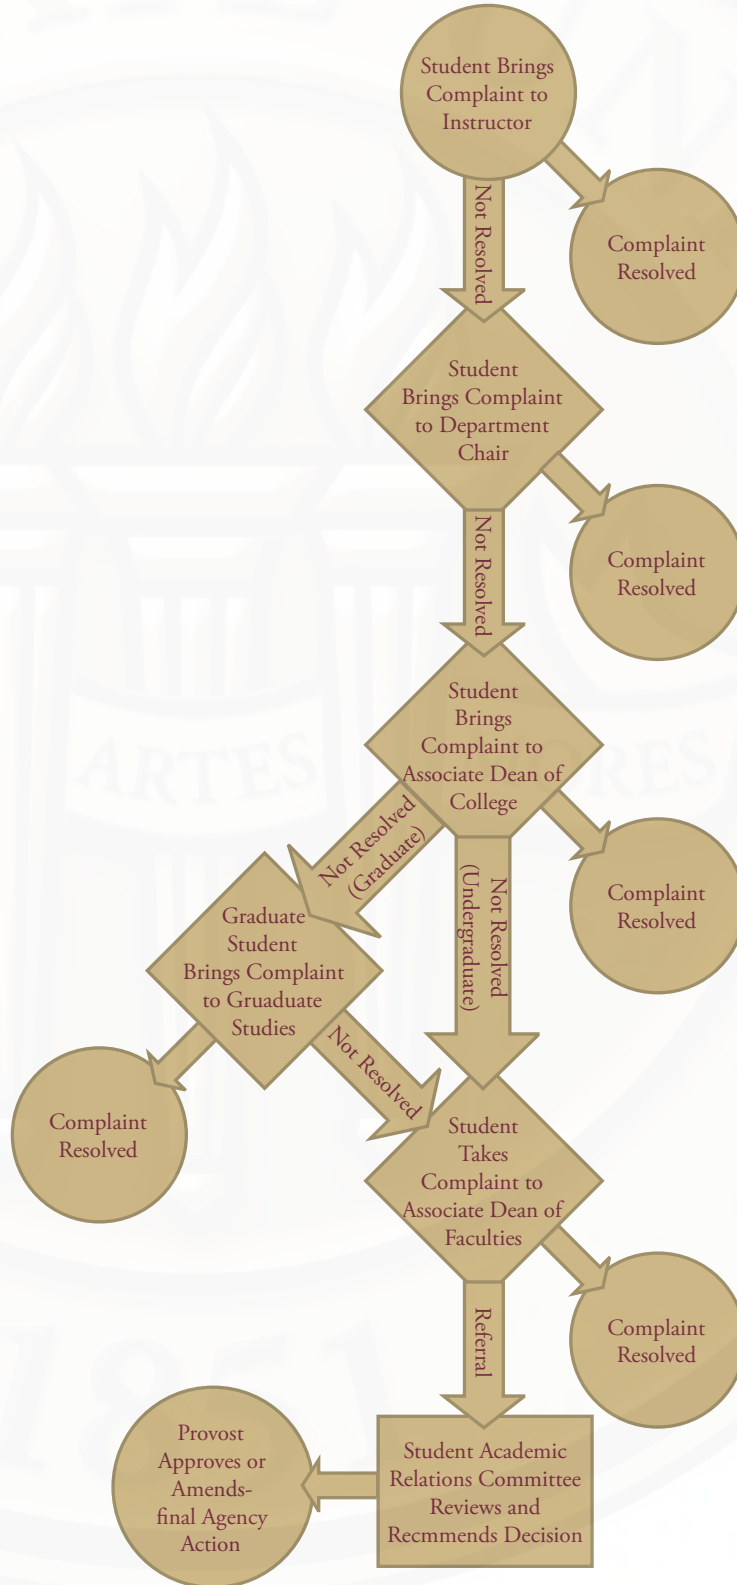 Student Brings
Complaint to
Instructor
Not Resolved
Complaint
Resolved
Student
Brings Complaint
to Department
Chair
Not Resolved
Complaint
Resolved
Student
Brings
Complaint to
Associate Dean of
College
Not Resolved
(Graduate)
Not Resolved
(Undergraduate)
Complaint
Resolved
Graduate
Student
Brings Complaint
to Gruaduate
Studies
Not Resolved
Complaint
Resolved
Student
Takes
Complaint to
Associate Dean of
Faculties
Complaint
Resolved
Referral
Student Academic
Relations Committee
Reviews and
Recmmends Decision
Provost
Approves or
Amends-
final Agency
Action
ARTES
1851